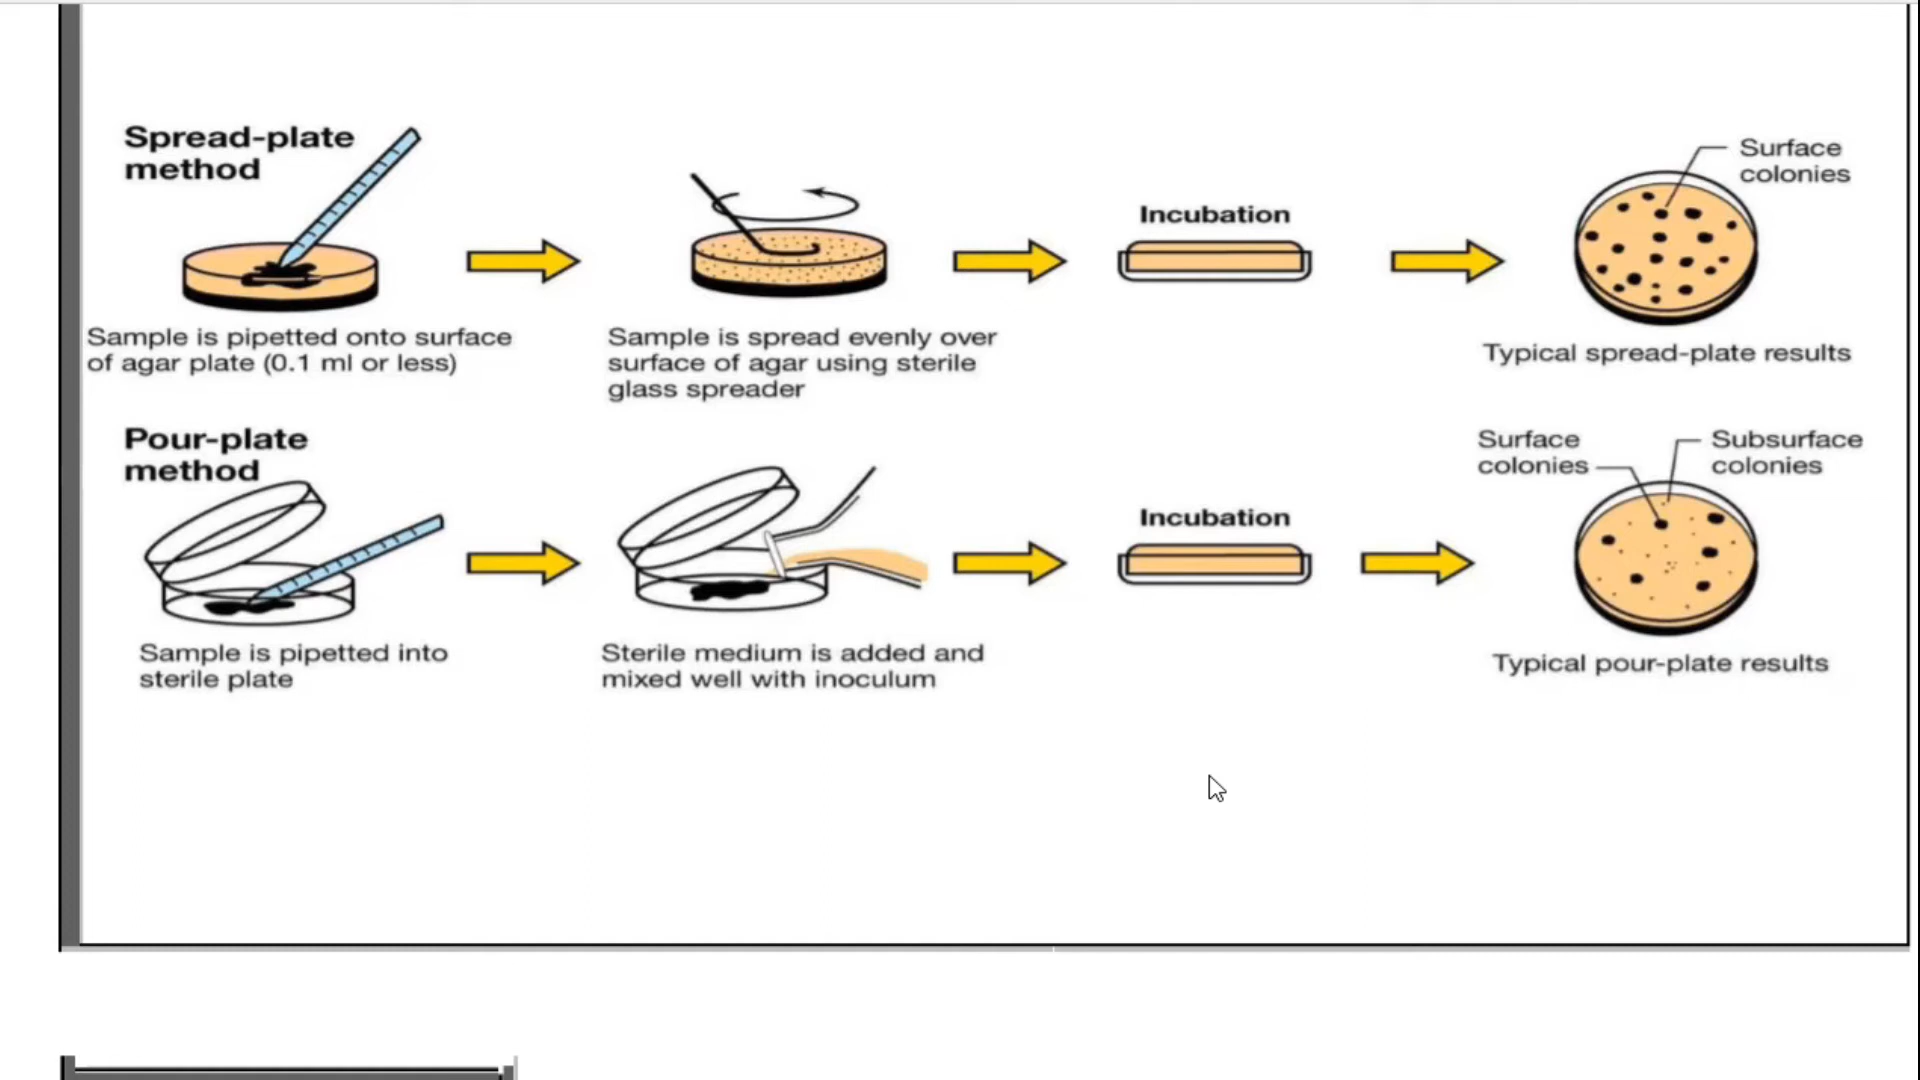 Spread-plate
method
Sample is pipetted onto surface
of agar plate (0.1 ml or less)
Sample is spread evenly over
surface of agar using sterile
glass spreader
Incubation
Surface
colonies
Typical spread-plate results
Pour-plate
method
Sample is pipetted into
sterile plate
Sterile medium is added and
mixed well with inoculum
Incubation
Surface
colonies
Subsurface
colonies
Typical pour-plate results